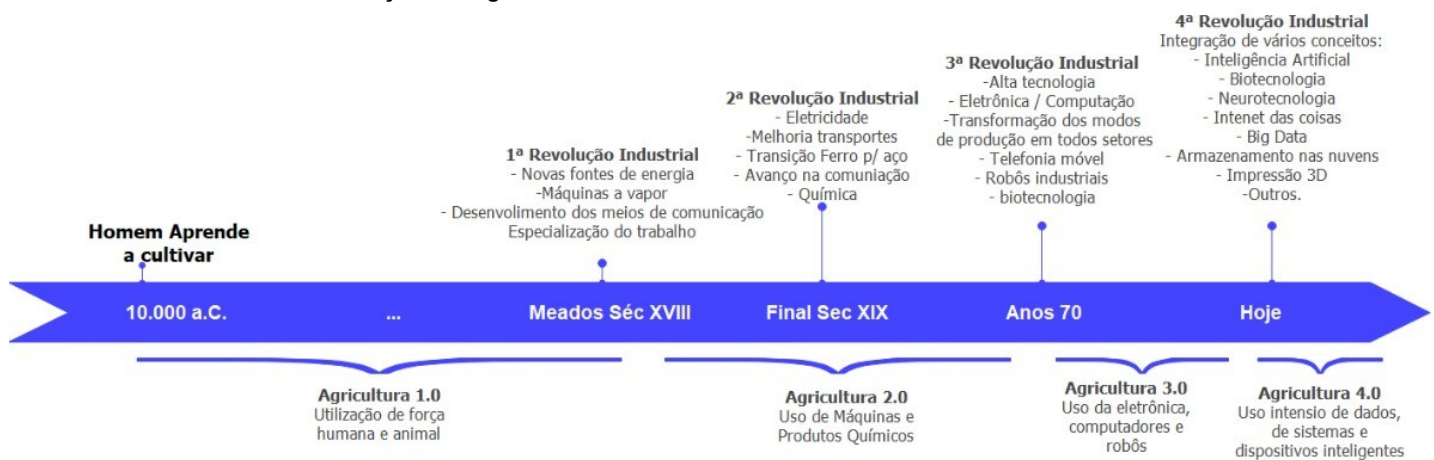 4ª Revolução Industrial
Integração de vários conceitos:
- Inteligência Artificial
- Biotecnologia
- Neurotecnologia
- Intenet das coisas
- Big Data
- Armazenamento nas nuvens
- Impressão 3D
-Outros.
3ª Revolução Industrial
-Alta tecnologia
- Eletrônica / Computação
-Transformação dos modos
de produção em todos setores
- Telefonia móvel
- Robôs industriais
- biotecnologia
2ª Revolução Industrial
- Eletricidade
-Melhoria transportes
- Transição Ferro p/ aço
- Avanço na comuniação
- Química
1ª Revolução Industrial
- Novas fontes de energia
-Máquinas a vapor
- Desenvolimento dos meios de comunicação
Especialização do trabalho
Homem Aprende
a cultivar
10.000 a.C.
...
Meados Séc XVIII
Final Sec XIX
Anos 70
Hoje
Agricultura 1.0
Utilização de força
humana e animal
Agricultura 2.0
Uso de Máquinas e
Produtos Químicos
Agricultura 3.0
Uso da eletrônica,
computadores e
robôs
Agricultura 4.0
Uso intensio de dados,
de sistemas e
dispositivos inteligentes